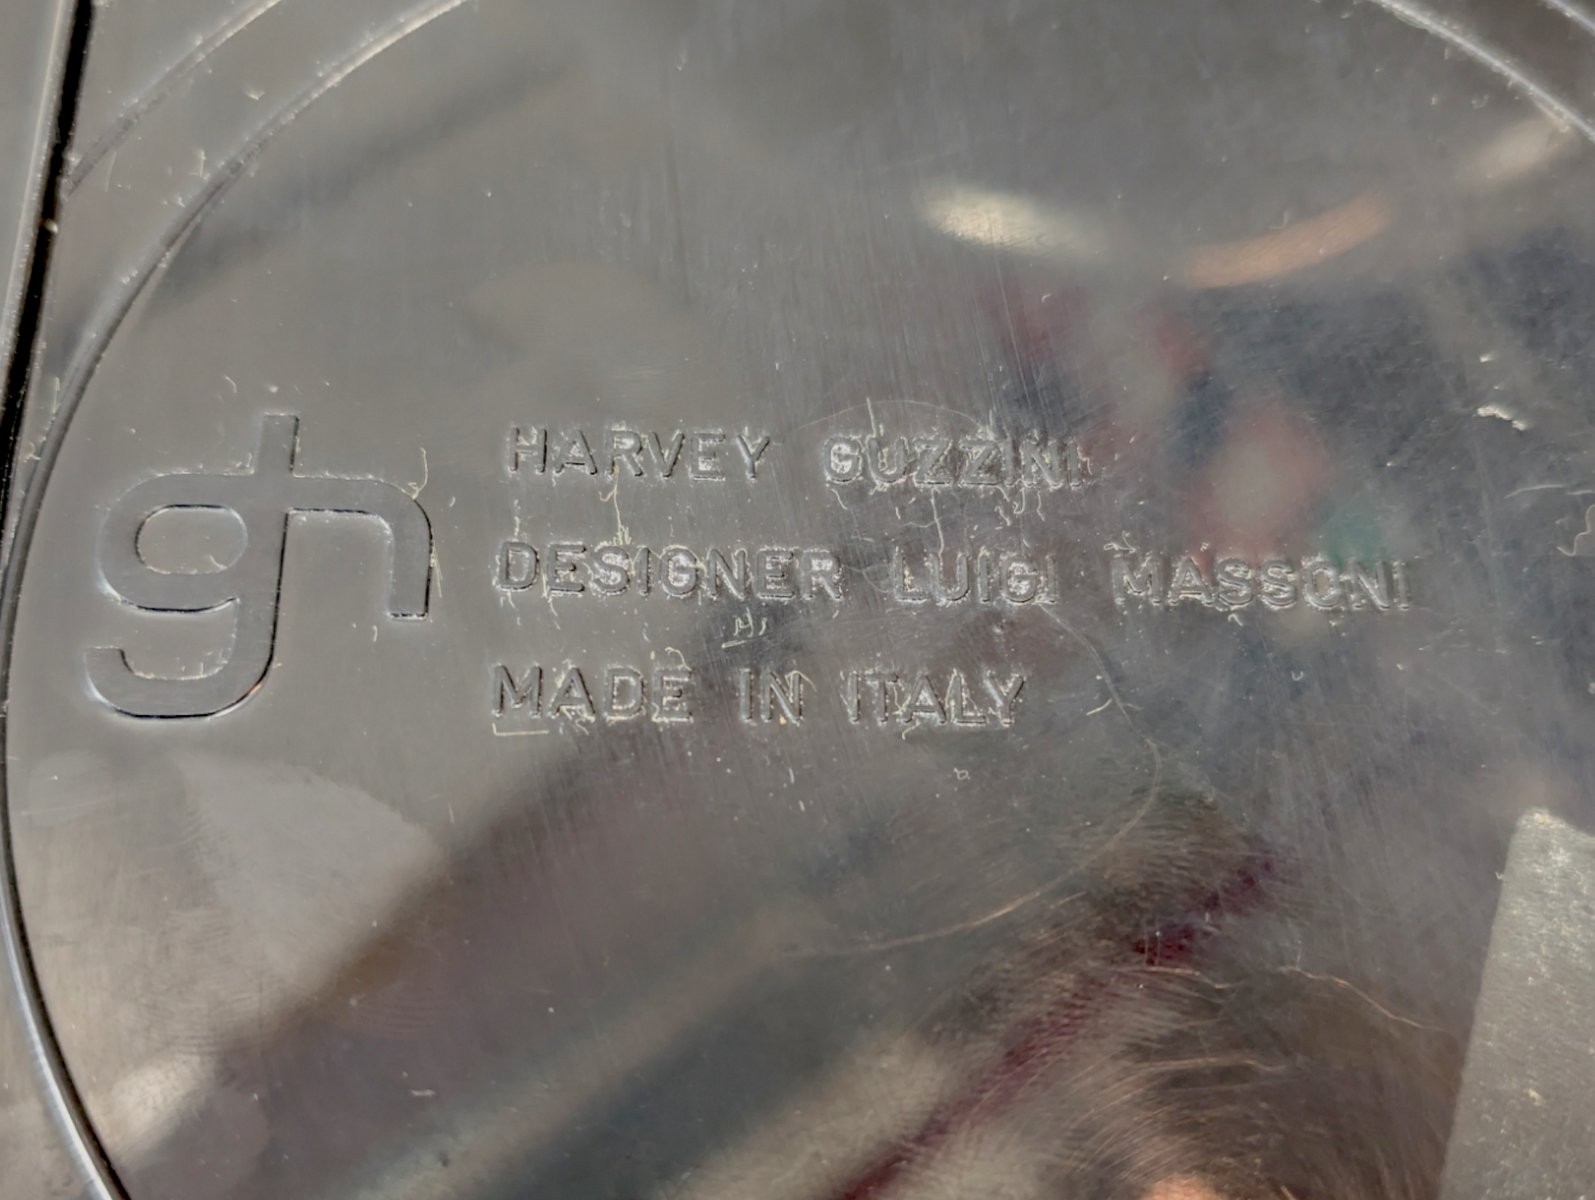 gh
HARVEY GUZZINI
DESIGNER LUIGI MASSONI
MADE IN ITALY